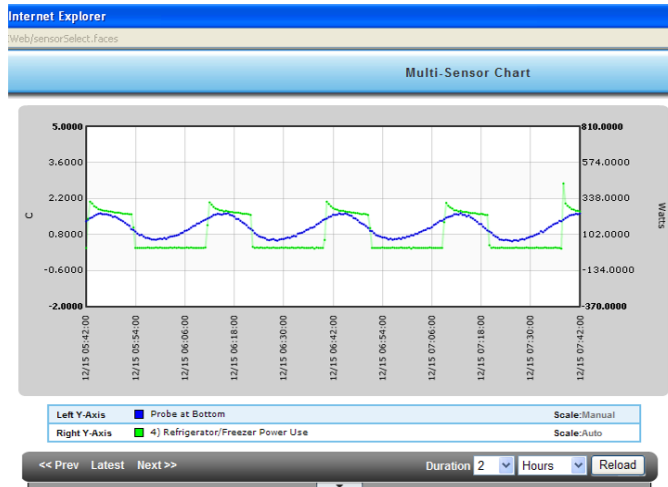 Internet Explorer
Web/sensorSelect.faces
Multi-Sensor Chart
5.0000 810.0000
3.6000 574.0000
2.2000 338.0000
C Watts
0.8000 102.0000
-0.6000 -134.0000
-2.0000 -370.0000
12/15 05:42:00 12/15 05:54:00 12/15 06:06:00 12/15 06:18:00 12/15 06:30:00 12/15 06:42:00 12/15 06:54:00 12/15 07:06:00 12/15 07:18:00 12/15 07:30:00 12/15 07:42:00
Left Y-Axis Probe at Bottom Scale:Manual
Right Y-Axis 4) Refrigerator/Freezer Power Use Scale:Auto
<< Prev Latest Next >> Duration 2 Hours Reload